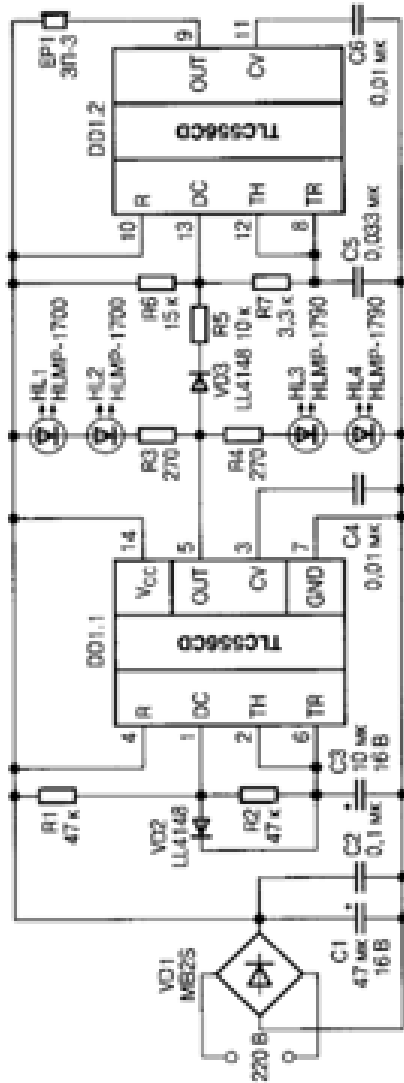 220 В
VD1
MB2S
C1
47 мк
16 В
C2
0,1 мк
C3
10 мк
16 В
R1
47 к
VD2
LL4148
R2
47 к
DD1.1
TLC556CD
4
R
1
DC
2
TH
6
TR
VCC
14
OUT
5
CV
3
GND
7
C4
0,01 мк
HL1
HLMP-1700
HL2
HLMP-1700
R3
270
R4
270
HL3
HLMP-1790
HL4
HLMP-1790
VD3
LL4148
R5
10 к
R6
15 к
R7
3,3 к
C5
0,033 мк
DD1.2
TLC556CD
10
R
13
DC
12
TH
8
TR
OUT
9
CV
11
EP1
ЗП-3
C6
0,01 мк